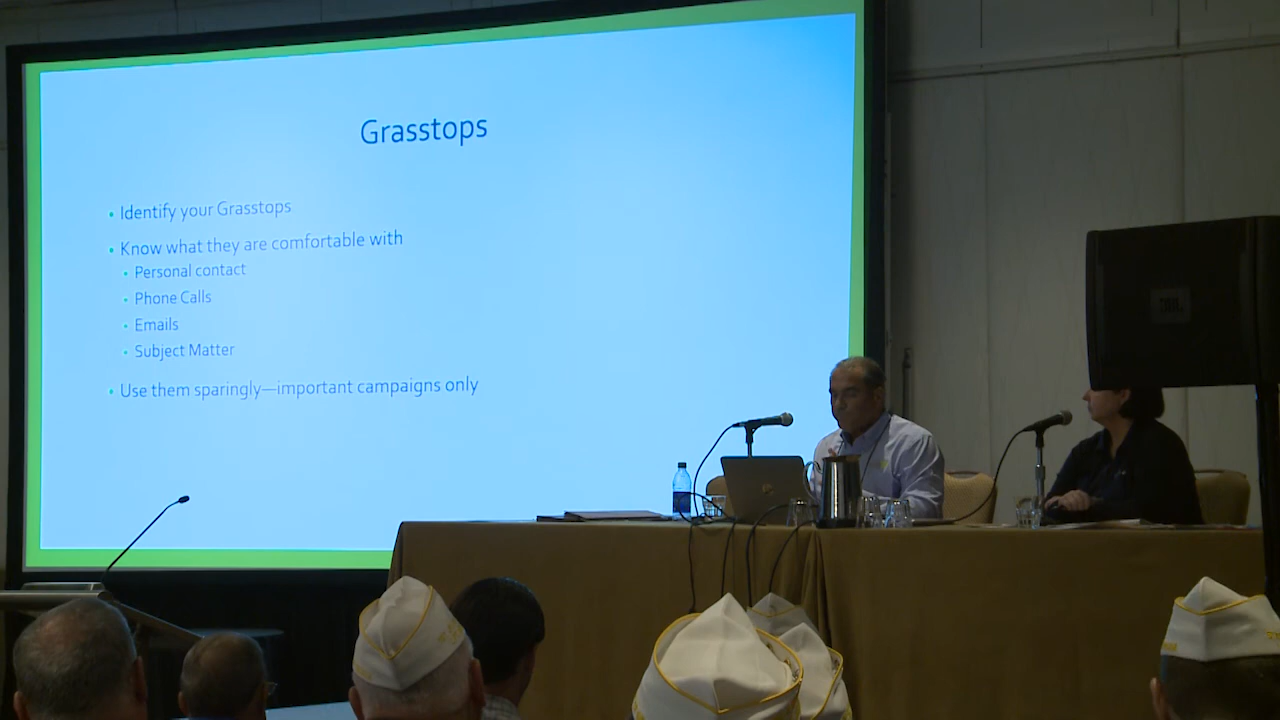 Grasstops
• Identify your Grasstops
• Know what they are comfortable with
• Personal contact
• Phone Calls
• Emails
• Subject Matter
• Use them sparingly—important campaigns only
JBL